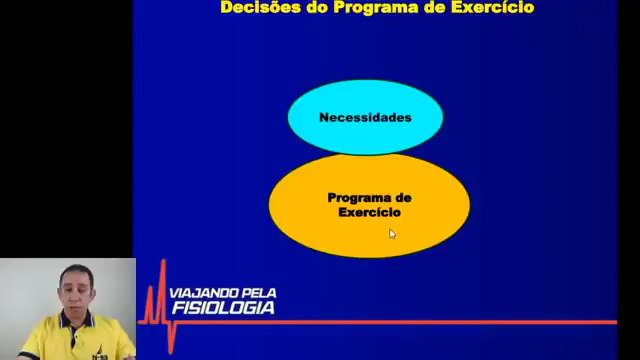 Decisões do Programa de Exercício
Necessidades
Programa de
Exercício
VIAJANDO PELA
FISIOLOGIA